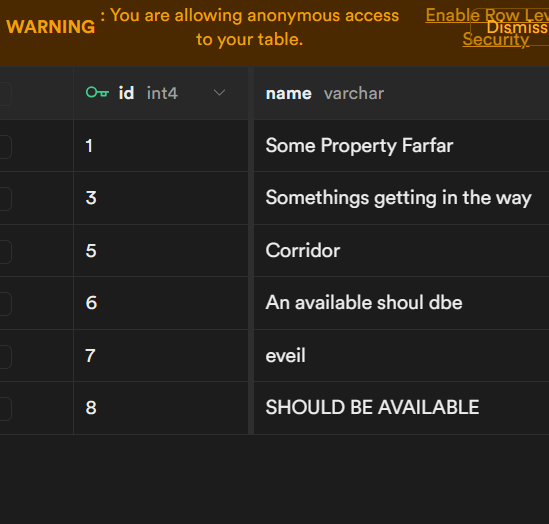 WARNING : You are allowing anonymous access to your table.
Enable Row Lev
Security
Dismiss
id int4 name varchar
1 Some Property Farfar
3 Somethings getting in the way
5 Corridor
6 An available shoul dbe
7 eveil
8 SHOULD BE AVAILABLE